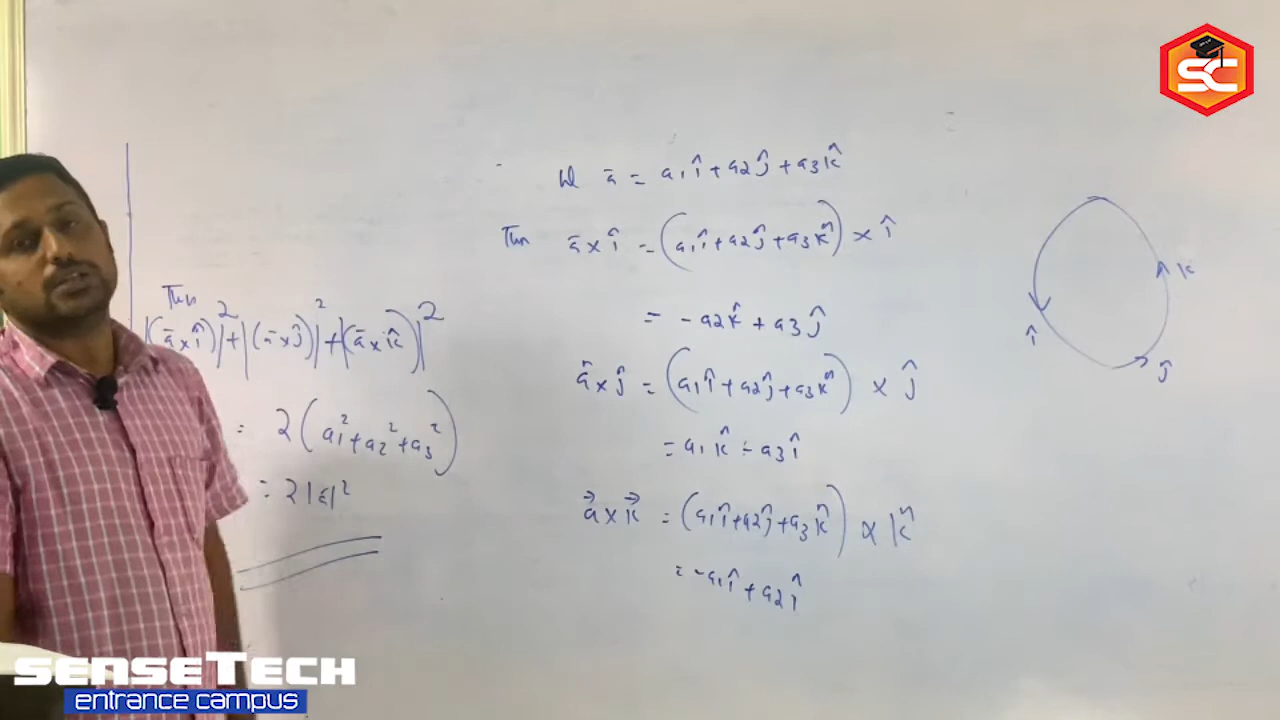 SC
Let ā = a₁î + a₂ĵ + a₃k̂
Then ā × î = (a₁î + a₂ĵ + a₃k̂) × î
= -a₂k̂ + a₃ĵ
â × ĵ = (a₁î + a₂ĵ + a₃k̂) × ĵ
= a₁k̂ - a₃î
a⃗ × k⃗ = (a₁î + a₂ĵ + a₃k̂) × k̂
= -a₁î + a₂î
k
î
ĵ
Then
|(ā × î)|² + |(ā × ĵ)|² + |(ā × k̂)|²
= 2(a₁² + a₂² + a₃²)
= 2|a|²
SENSETECH
entrance campus